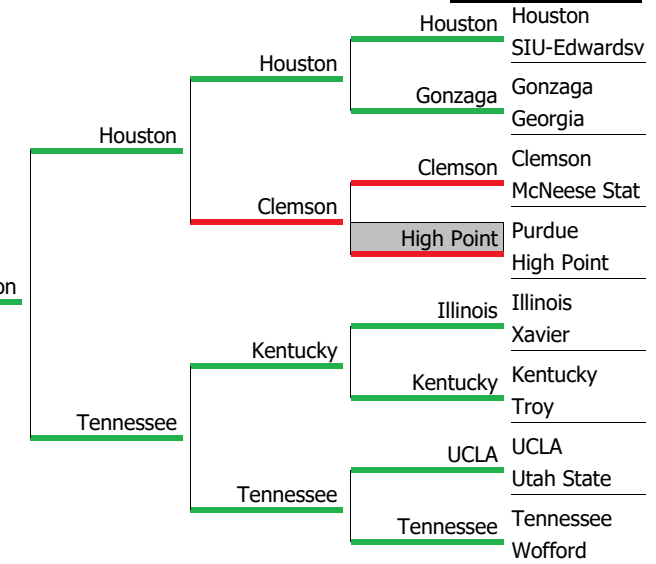 Houston
SIU-Edwardsv
Gonzaga
Georgia
Clemson
McNeese Stat
Purdue
High Point
Illinois
Xavier
Kentucky
Troy
UCLA
Utah State
Tennessee
Wofford
Houston
Gonzaga
Clemson
High Point
Illinois
Kentucky
UCLA
Tennessee
Houston
Clemson
Kentucky
Tennessee
Houston
Tennessee
on